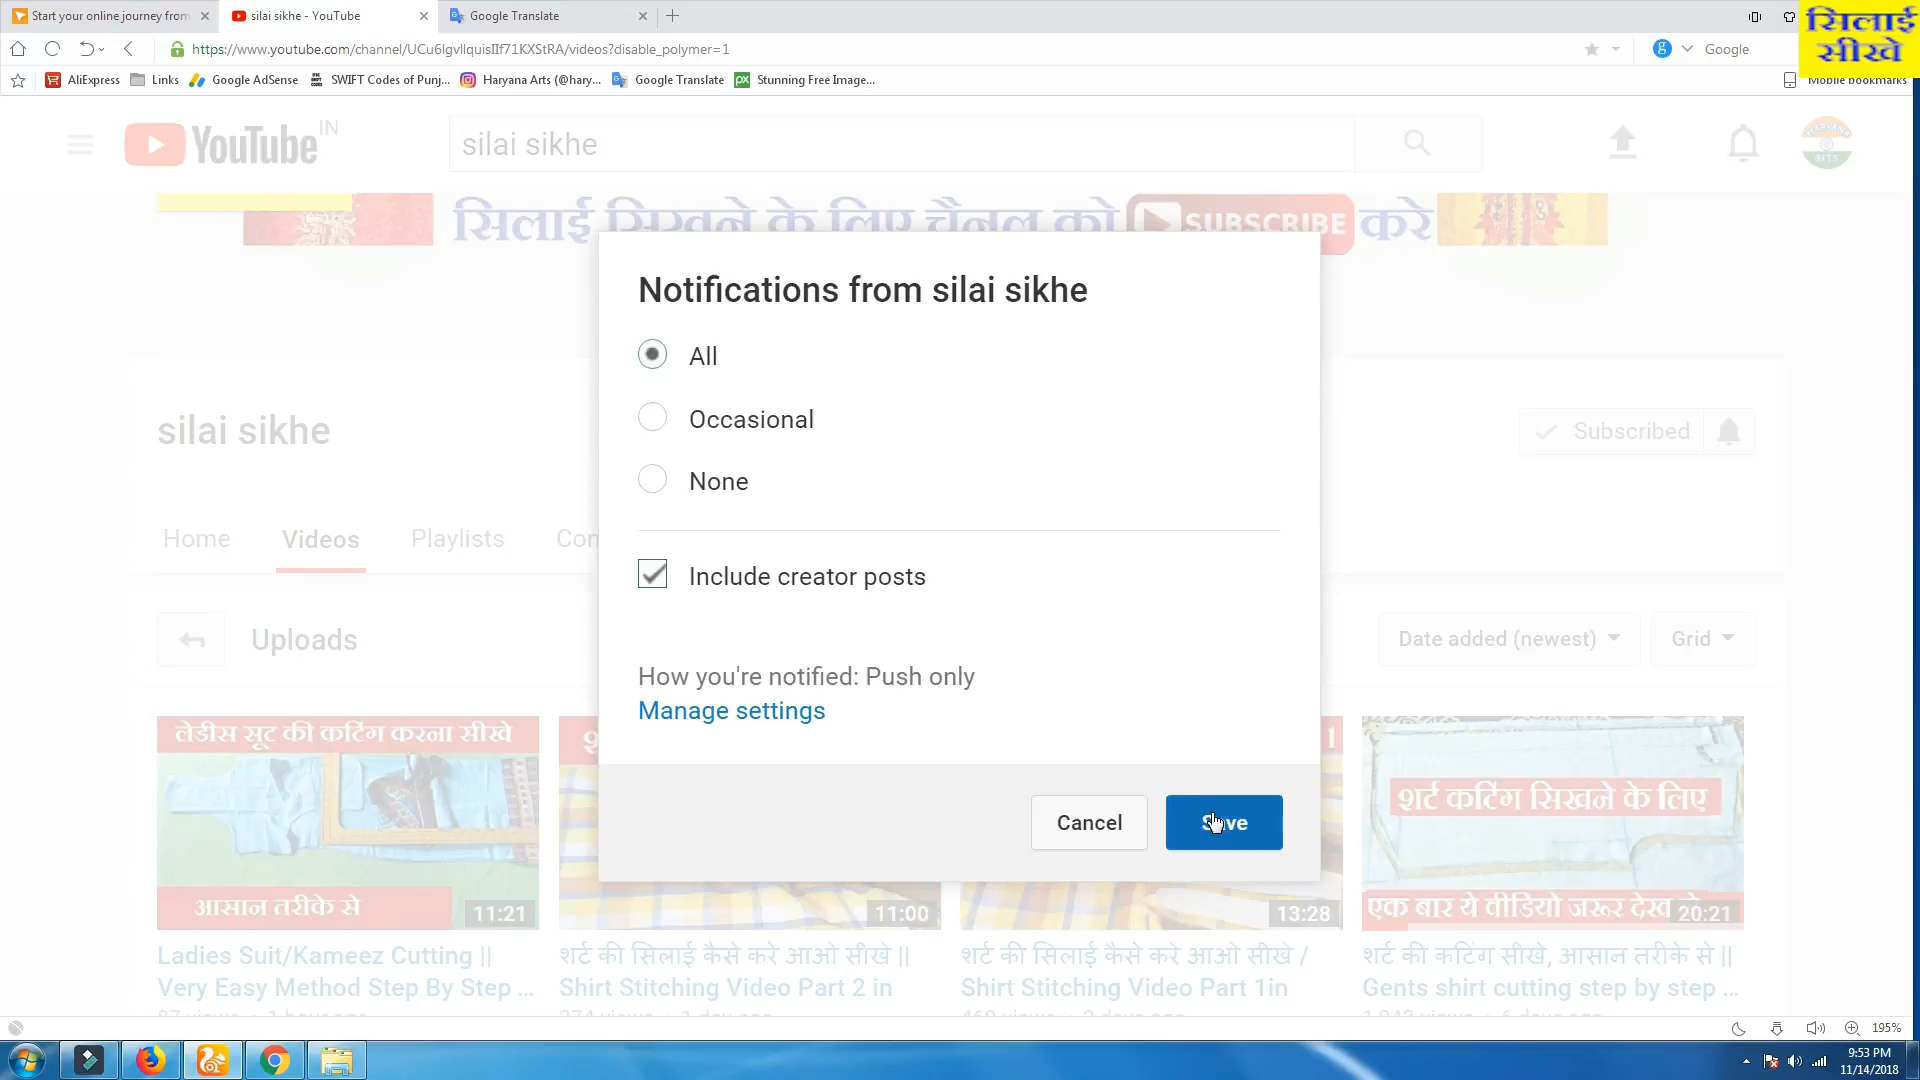 Start your online journey from
silai sikhe - YouTube
Google Translate
सिलाई
सीखे
https://www.youtube.com/channel/UCu6lgvllquisIIf71KXStRA/videos?disable_polymer=1
Google
AliExpress
Links
Google AdSense
SWIFT Codes of Punj...
Haryana Arts (@hary...
Google Translate
Stunning Free Image...
Mobile bookmarks
YouTube IN
silai sikhe
सिलाई सिखने के लिए चैनल को SUBSCRIBE करे
Notifications from silai sikhe
All
Occasional
None
Include creator posts
How you're notified: Push only
Manage settings
Cancel
Save
silai sikhe
Subscribed
Home
Videos
Playlists
Uploads
Date added (newest)
Grid
लेडीस सूट की कटिंग करना सीखे
आसान तरीके से
11:21
11:00
13:28
शर्ट कटिंग सिखने के लिए
एक बार ये वीडियो जरूर देखे
20:21
Ladies Suit/Kameez Cutting ||
Very Easy Method Step By Step ...
शर्ट की सिलाई कैसे करे आओ सीखे ||
Shirt Stitching Video Part 2 in
शर्ट की सिलाई कैसे करे आओ सीखे /
Shirt Stitching Video Part 1in
शर्ट की कटिंग सीखे, आसान तरीके से ||
Gents shirt cutting step by step ...
195%
9:53 PM
11/14/2018